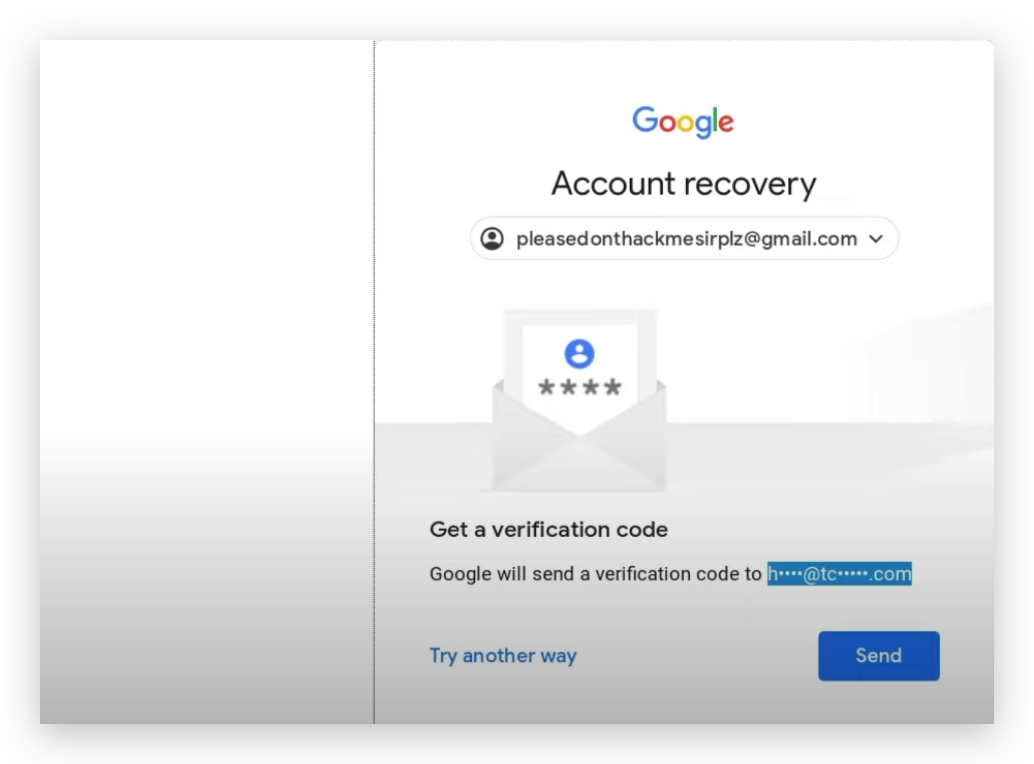 Google
Account recovery
pleasedonthackmesirplz@gmail.com
****
Get a verification code
Google will send a verification code to h••••@tc•••••.com
Try another way
Send